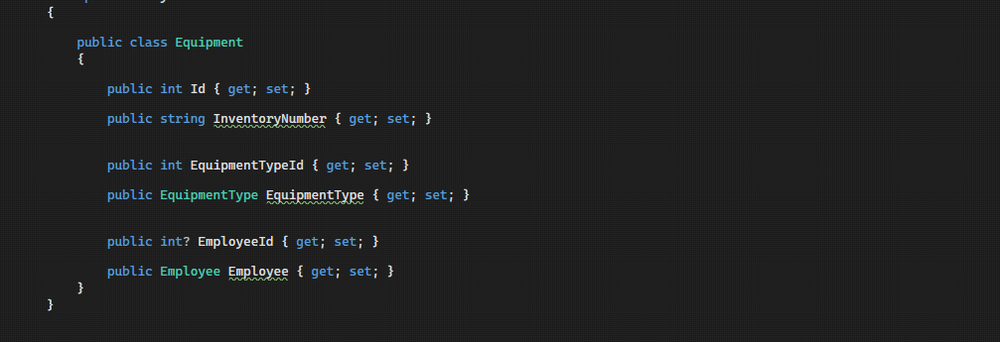 {
public class Equipment
{
public int Id { get; set; }
public string InventoryNumber { get; set; }
public int EquipmentTypeId { get; set; }
public EquipmentType EquipmentType { get; set; }
public int? EmployeeId { get; set; }
public Employee Employee { get; set; }
}
}